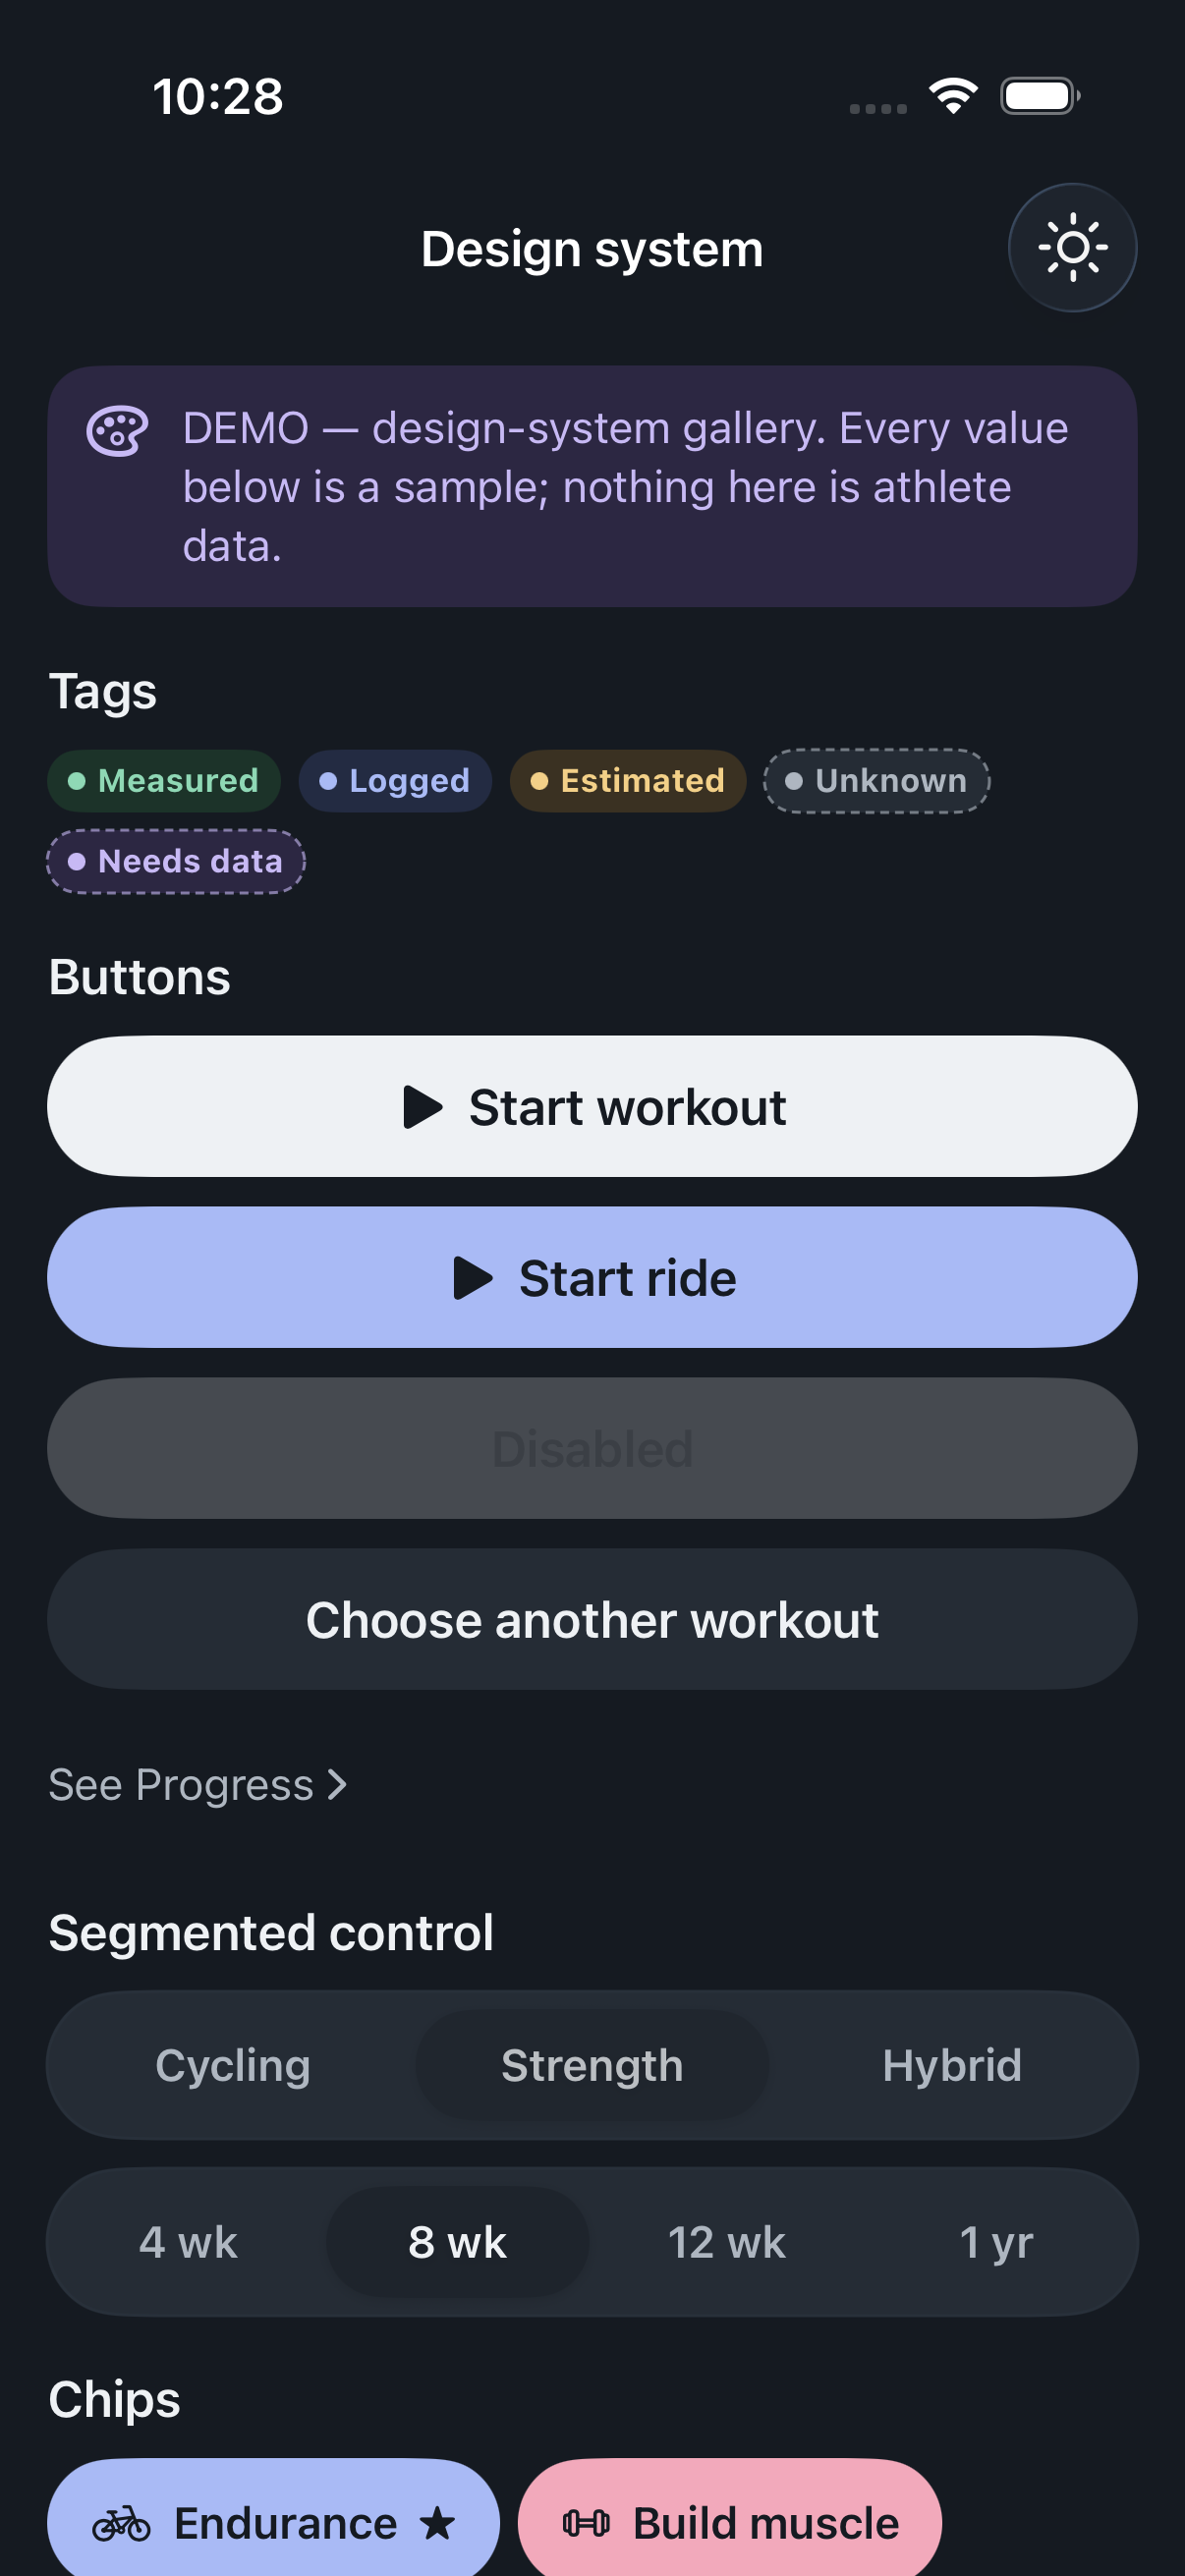 10:28
Design system
DEMO — design-system gallery. Every value
below is a sample; nothing here is athlete
data.
Tags
Measured
Logged
Estimated
Unknown
Needs data
Buttons
Start workout
Start ride
Disabled
Choose another workout
See Progress
Segmented control
Cycling
Strength
Hybrid
4 wk
8 wk
12 wk
1 yr
Chips
Endurance
Build muscle